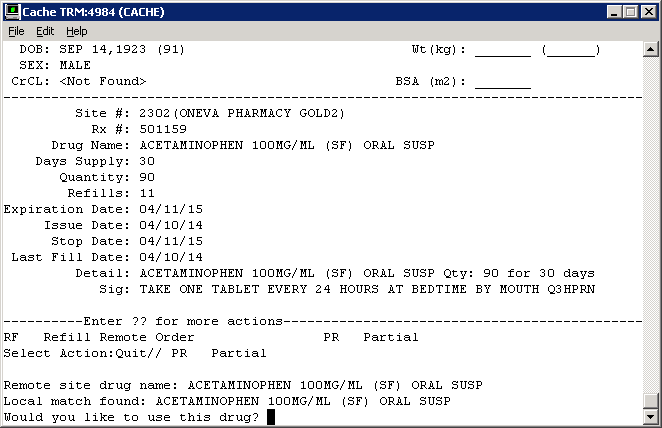 Cache TRM:4984 (CACHE)
File Edit Help
DOB: SEP 14,1923 (91) Wt(kg): _______ (______)
SEX: MALE
CrCL: <Not Found> BSA (m2): _______
--------------------------------------------------------------------------------
Site #: 2302(ONEVA PHARMACY GOLD2)
Rx #: 501159
Drug Name: ACETAMINOPHEN 100MG/ML (SF) ORAL SUSP
Days Supply: 30
Quantity: 90
Refills: 11
Expiration Date: 04/11/15
Issue Date: 04/10/14
Stop Date: 04/11/15
Last Fill Date: 04/10/14
Detail: ACETAMINOPHEN 100MG/ML (SF) ORAL SUSP Qty: 90 for 30 days
Sig: TAKE ONE TABLET EVERY 24 HOURS AT BEDTIME BY MOUTH Q3HPRN
----------Enter ?? for more actions---------------------------------------------
RF Refill Remote Order PR Partial
Select Action:Quit// PR Partial
Remote site drug name: ACETAMINOPHEN 100MG/ML (SF) ORAL SUSP
Local match found: ACETAMINOPHEN 100MG/ML (SF) ORAL SUSP
Would you like to use this drug?